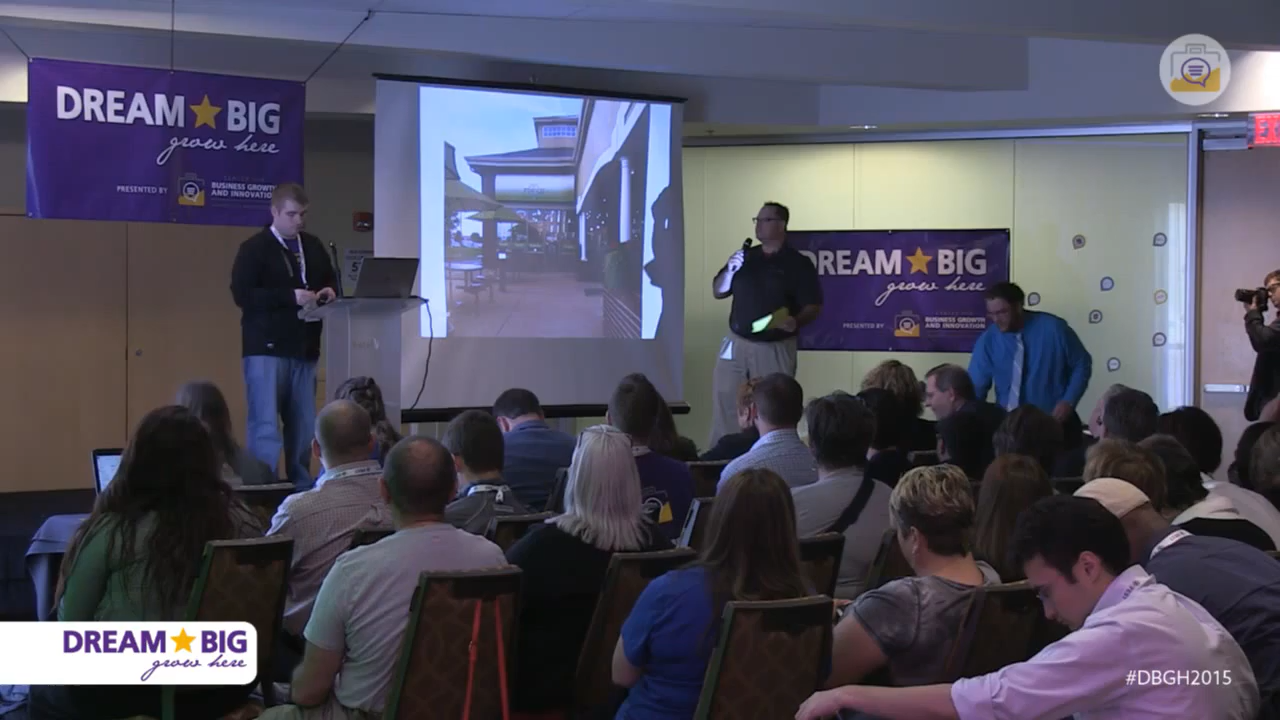 DREAM BIG
grow here
PRESENTED BY
BUSINESS GROWTH
AND INNOVATION
DREAM BIG
grow here
PRESENTED BY
BUSINESS GROWTH
AND INNOVATION
DREAM BIG
grow here
#DBGH2015